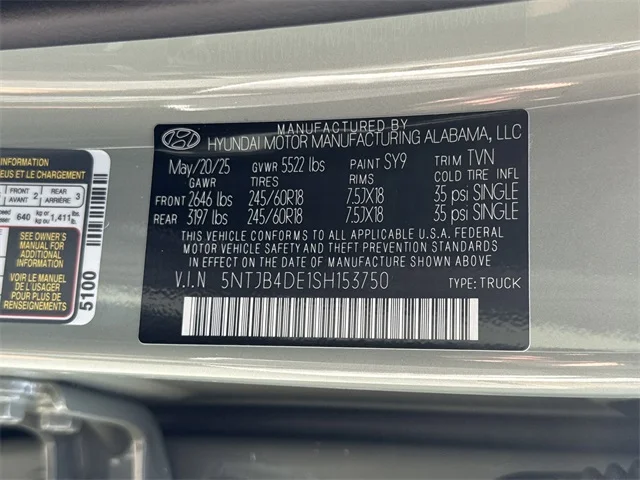 MANUFACTURED BY
HYUNDAI MOTOR MANUFACTURING ALABAMA, LLC
May/20/25 GVWR 5522 lbs PAINT SY9 TRIM TVN
GAWR TIRES COLD TIRE INFL
FRONT 2646 lbs 245/60R18 7.5JX18 35 psi SINGLE
REAR 3197 lbs 245/60R18 7.5JX18 35 psi SINGLE
THIS VEHICLE CONFORMS TO ALL APPLICABLE U.S.A. FEDERAL
MOTOR VEHICLE SAFETY AND THEFT PREVENTION STANDARDS IN
EFFECT ON THE DATE OF MANUFACTURE SHOWN ABOVE.
V.I.N 5NTJB4DE1SH153750 TYPE: TRUCK
INFORMATION
EUS ET LE CHARGEMENT
FRONT AVANT 2 REAR 3
640 kg or 1,411 lbs.
SEE OWNER'S
MANUAL FOR
ADDITIONAL
INFORMATION
VOIR LE MANUEL
DE L'USAGER
POUR PLUS DE
RENSEIGNEMENTS
5100